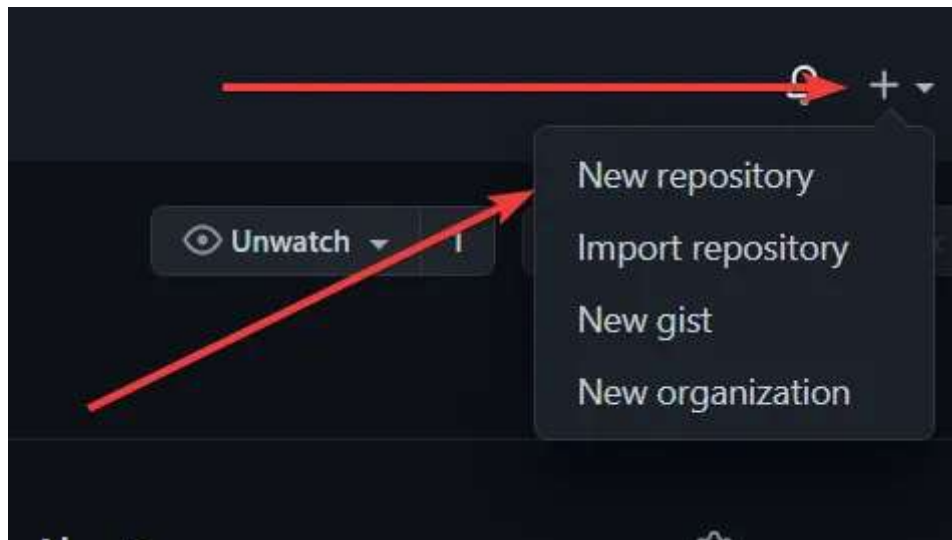 New repository
Unwatch
Import repository
New gist
New organization